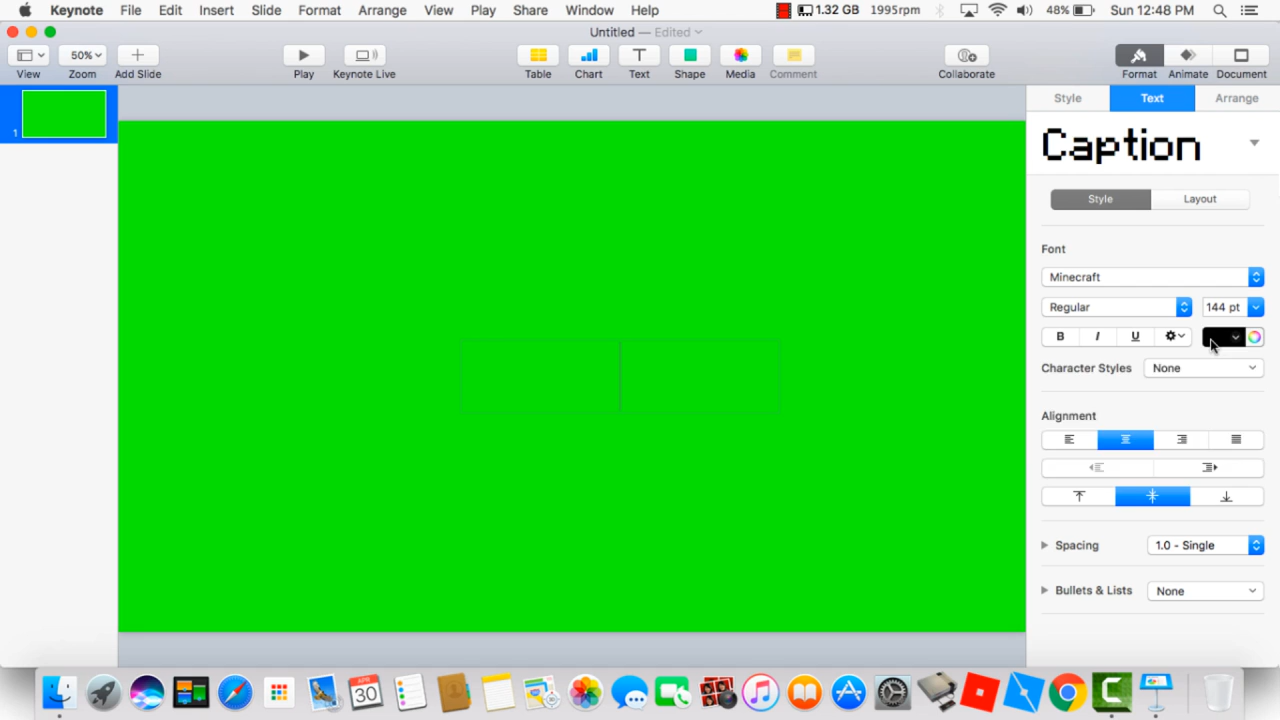 Keynote File Edit Insert Slide Format Arrange View Play Share Window Help 1.32 GB 1995rpm 48% Sun 12:48 PM
Untitled — Edited
50%
View Zoom Add Slide Play Keynote Live Table Chart Text Shape Media Comment Collaborate Format Animate Document
Style Text Arrange
1
Caption
Style Layout
Font
Minecraft
Regular 144 pt
B I U
Character Styles None
Alignment
Spacing 1.0 - Single
Bullets & Lists None
APR
30